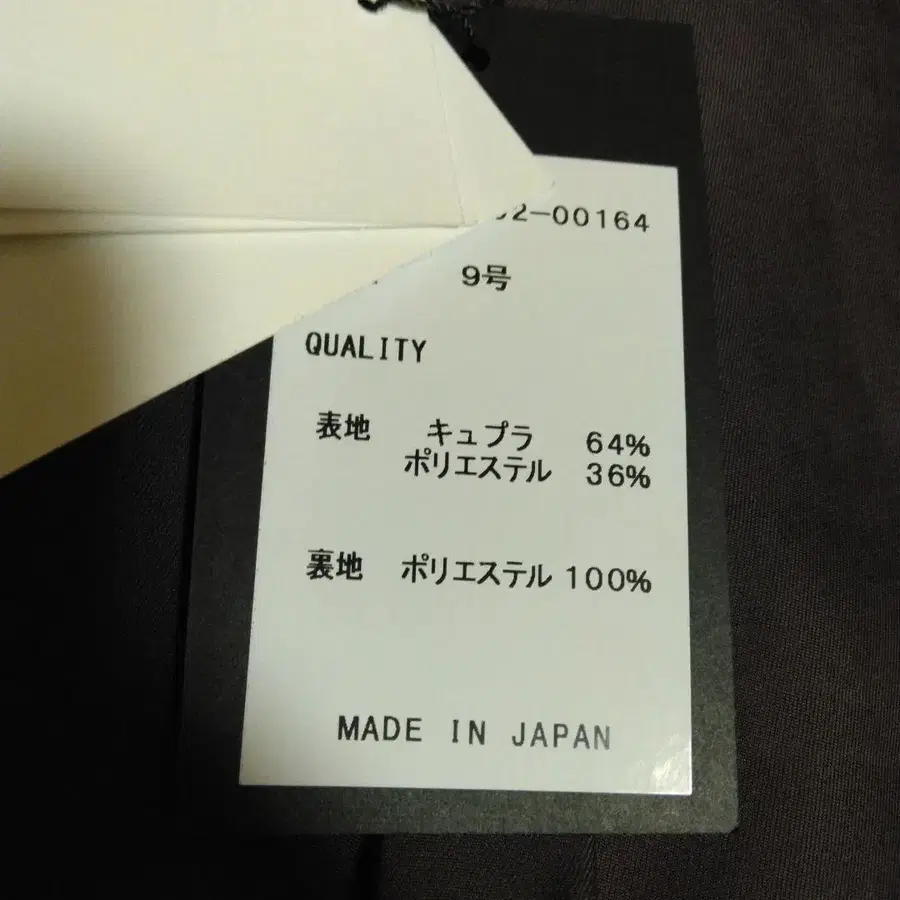 2-00164
9号
QUALITY
表地 キュプラ 64%
ポリエステル 36%
裏地 ポリエステル 100%
MADE IN JAPAN